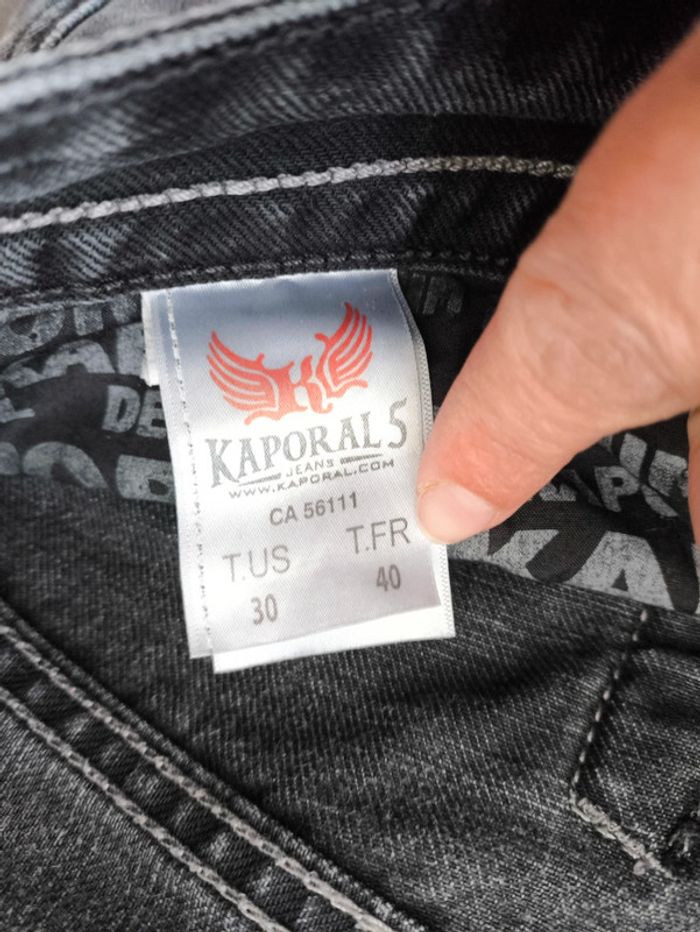 KAPORAL 5
JEANS
WWW.KAPORAL.COM
CA 56111
T.US T.FR
30 40